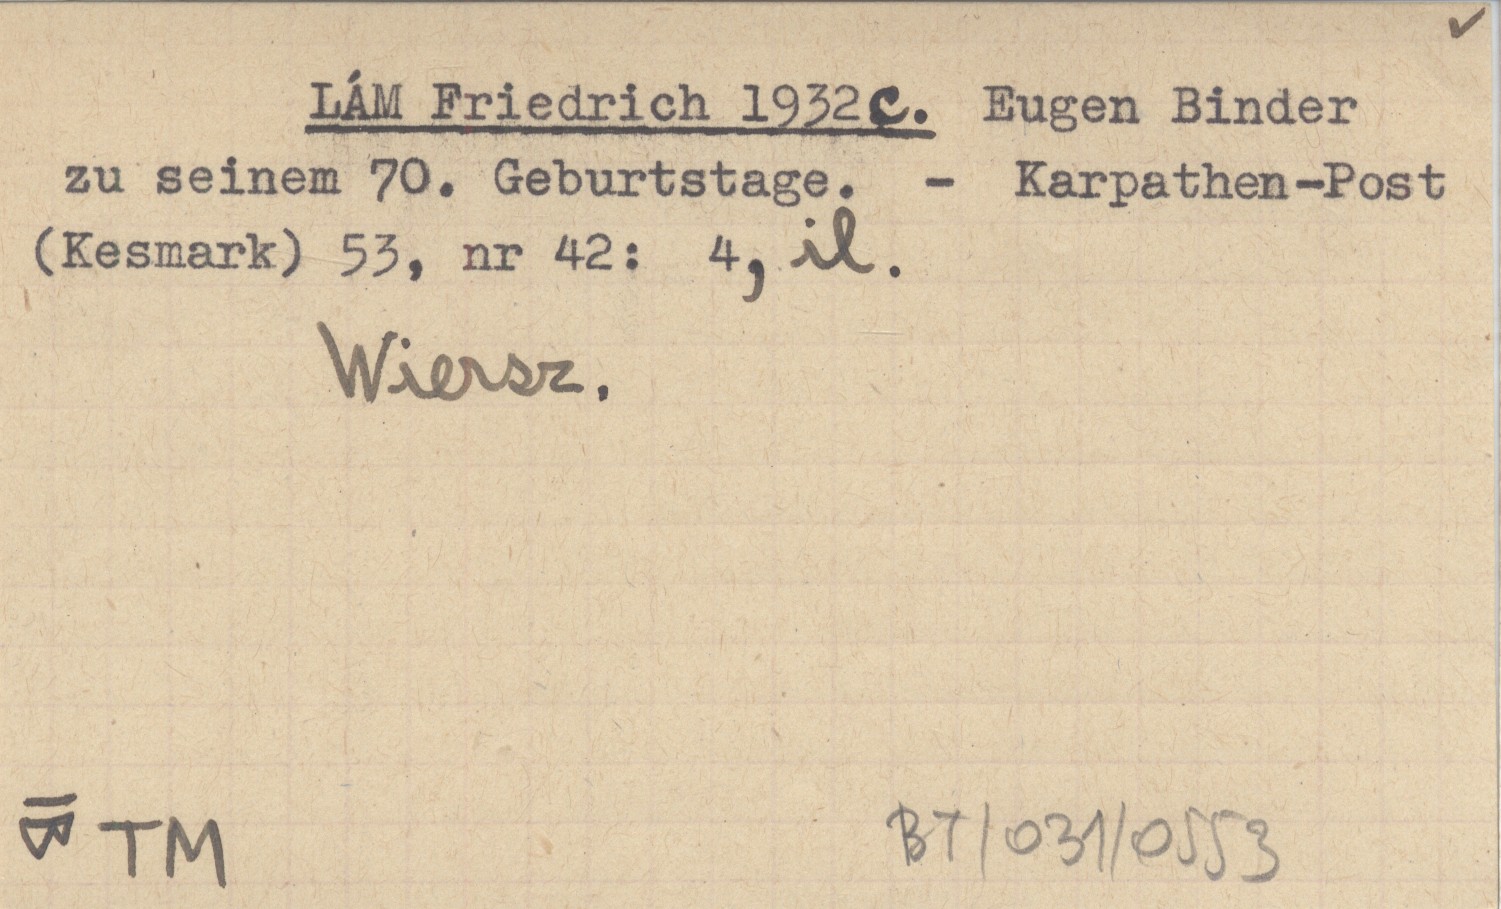 LÁM Friedrich 1932c. Eugen Binder
zu seinem 70. Geburtstage. - Karpathen-Post
(Kesmark) 53, nr 42: 4, il.
Wiersz.
TM
BT/031/0553